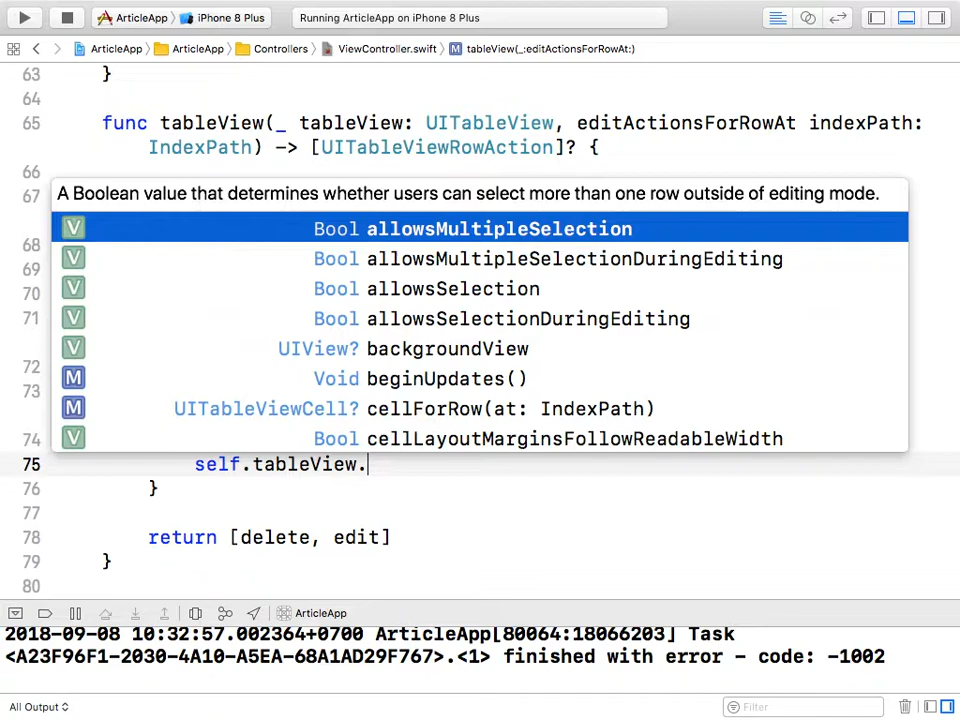 ArticleApp iPhone 8 Plus Running ArticleApp on iPhone 8 Plus
ArticleApp ArticleApp Controllers ViewController.swift M tableView(_:editActionsForRowAt:)
63 }
64
65 func tableView(_ tableView: UITableView, editActionsForRowAt indexPath:
IndexPath) -> [UITableViewRowAction]? {
66
67 A Boolean value that determines whether users can select more than one row outside of editing mode.
V Bool allowsMultipleSelection
68 V Bool allowsMultipleSelectionDuringEditing
69
70 V Bool allowsSelection
71 V Bool allowsSelectionDuringEditing
V UIView? backgroundView
72
73 M Void beginUpdates()
M UITableViewCell? cellForRow(at: IndexPath)
74 V Bool cellLayoutMarginsFollowReadableWidth
75 self.tableView.
76 }
77
78 return [delete, edit]
79 }
80
ArticleApp
2018-09-08 10:32:57.002364+0700 ArticleApp[80064:18066203] Task
<A23F96F1-2030-4A10-A5EA-68A1AD29F767>.<1> finished with error - code: -1002
All Output Filter